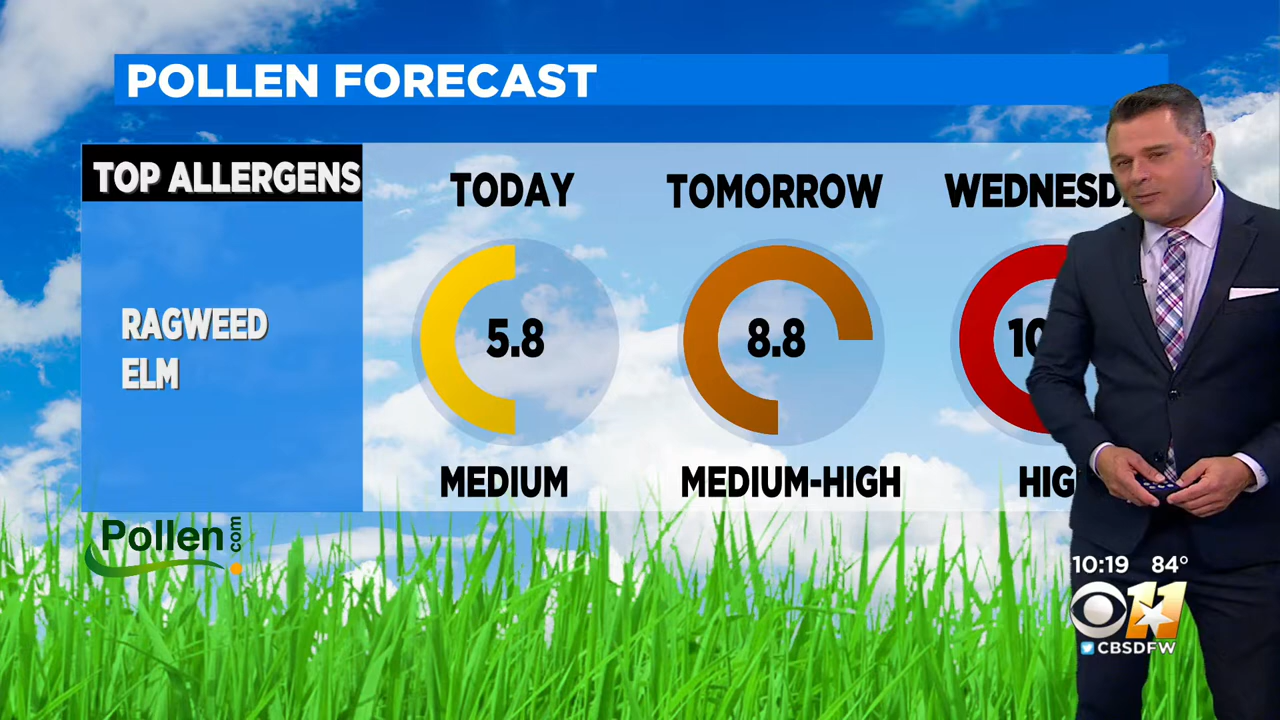 POLLEN FORECAST
TOP ALLERGENS
RAGWEED
ELM
TODAY
5.8
MEDIUM
TOMORROW
8.8
MEDIUM-HIGH
Pollen.com
10:19 84°
11
CBSDFW